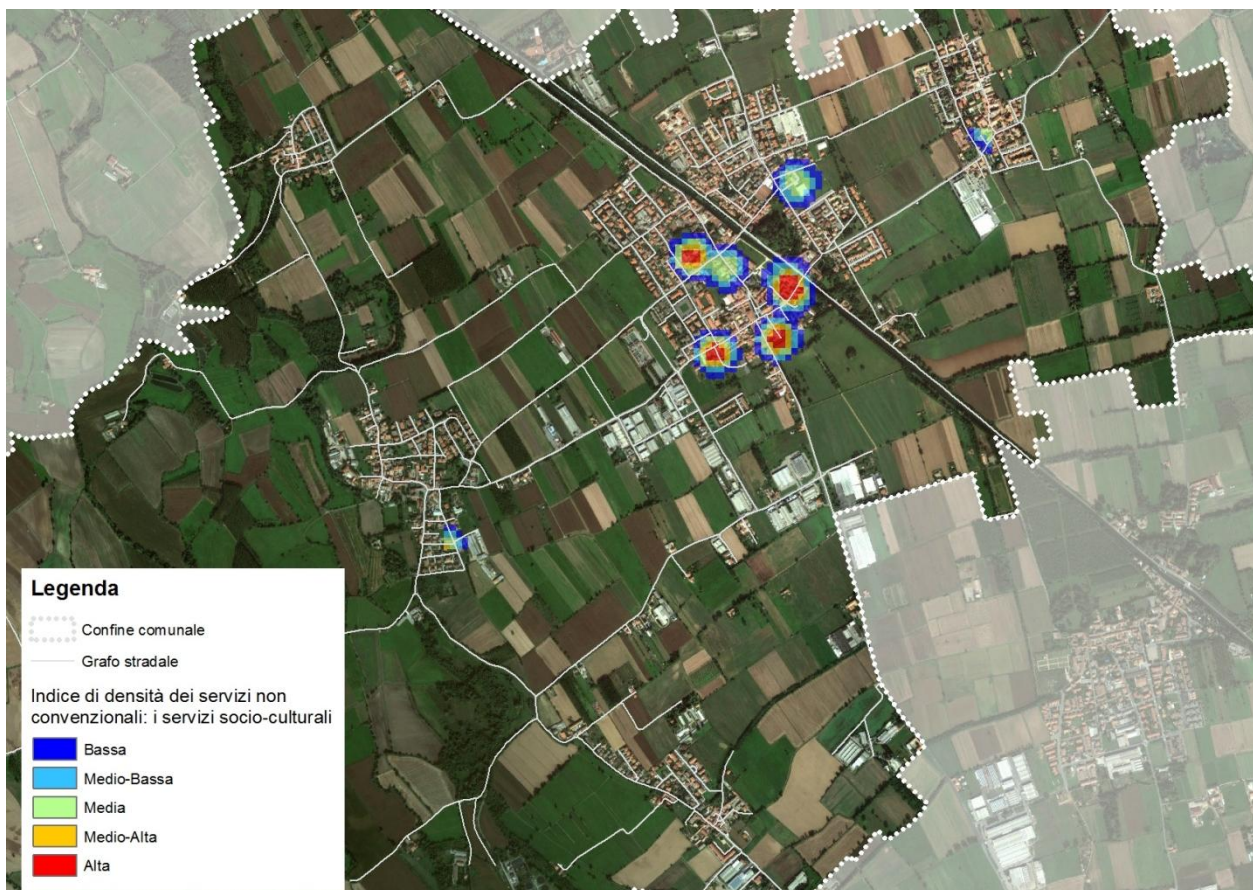 Legenda
Confine comunale
Grafo stradale
Indice di densità dei servizi non
convenzionali: i servizi socio-culturali
Bassa
Medio-Bassa
Media
Medio-Alta
Alta